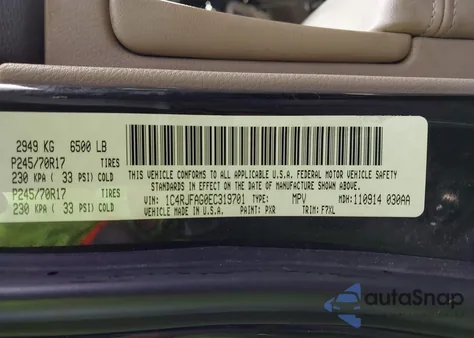 2949 KG 6500 LB
P245/70R17 TIRES
230 KPA ( 33 PSI) COLD
P245/70R17 TIRES
230 KPA ( 33 PSI) COLD
THIS VEHICLE CONFORMS TO ALL APPLICABLE U.S.A. FEDERAL MOTOR VEHICLE SAFETY
STANDARDS IN EFFECT ON THE DATE OF MANUFACTURE SHOWN ABOVE.
VIN: 1C4RJFAG0EC319701 TYPE: MPV MDH: 110914 030AA
VEHICLE MADE IN U.S.A. PAINT: PXR TRIM: F7XL
autoSnap